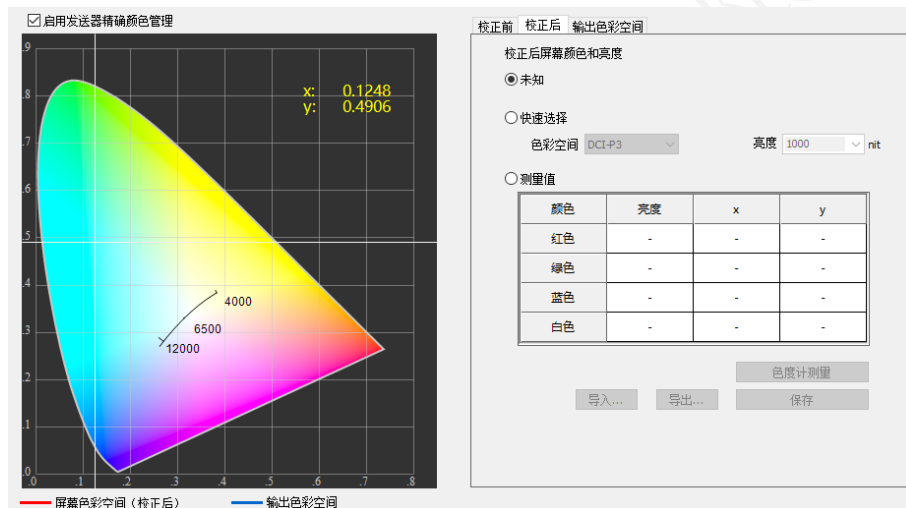 启用发送器精确颜色管理
.9
.8
.7
.6
.5
.4
.3
.2
.1
.0
.0 .1 .2 .3 .4 .5 .6 .7 .8
x: 0.1248
y: 0.4906
4000
6500
12000
屏幕色彩空间（校正后） 输出色彩空间
校正前 校正后 输出色彩空间
校正后屏幕颜色和亮度
未知
快速选择
色彩空间 DCI-P3 亮度 1000 nit
测量值
颜色 亮度 x y
红色 - - -
绿色 - - -
蓝色 - - -
白色 - - -
色度计测量
导入... 导出... 保存